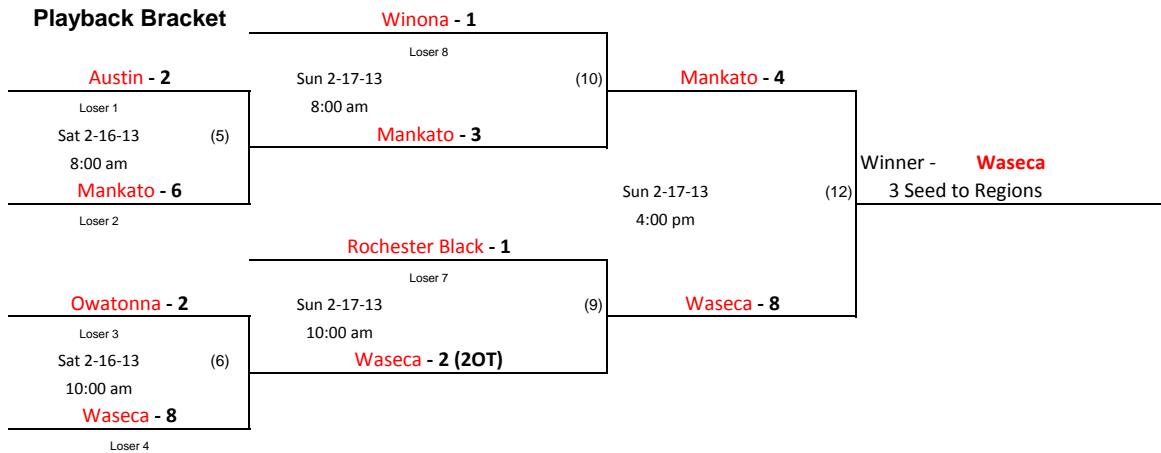 Playback Bracket
Winona - 1
Loser 8
Austin - 2
Sun 2-17-13
(10)
Mankato - 4
Loser 1
8:00 am
Sat 2-16-13
(5)
Mankato - 3
8:00 am
Winner - Waseca
Mankato - 6
Sun 2-17-13
(12)
3 Seed to Regions
Loser 2
4:00 pm
Rochester Black - 1
Loser 7
Owatonna - 2
Sun 2-17-13
(9)
Waseca - 8
Loser 3
10:00 am
Sat 2-16-13
(6)
Waseca - 2 (2OT)
10:00 am
Waseca - 8
Loser 4